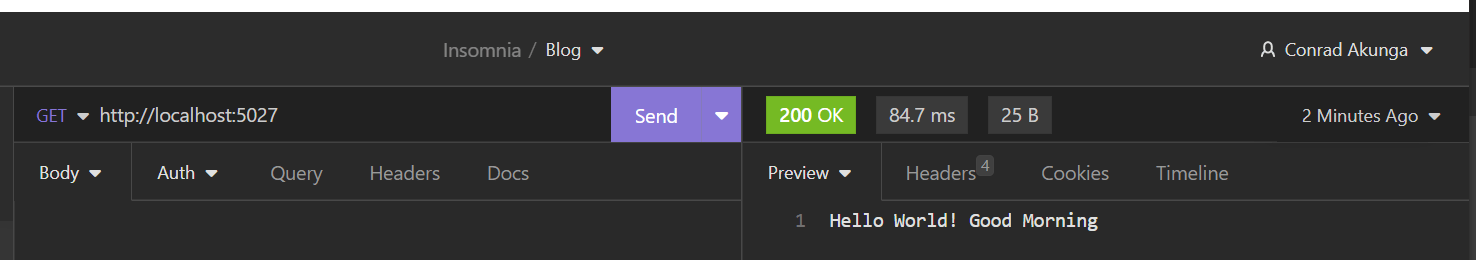 Insomnia / Blog
Conrad Akunga
GET http://localhost:5027 Send
200 OK 84.7 ms 25 B 2 Minutes Ago
Body Auth Query Headers Docs
Preview Headers 4 Cookies Timeline
1 Hello World! Good Morning